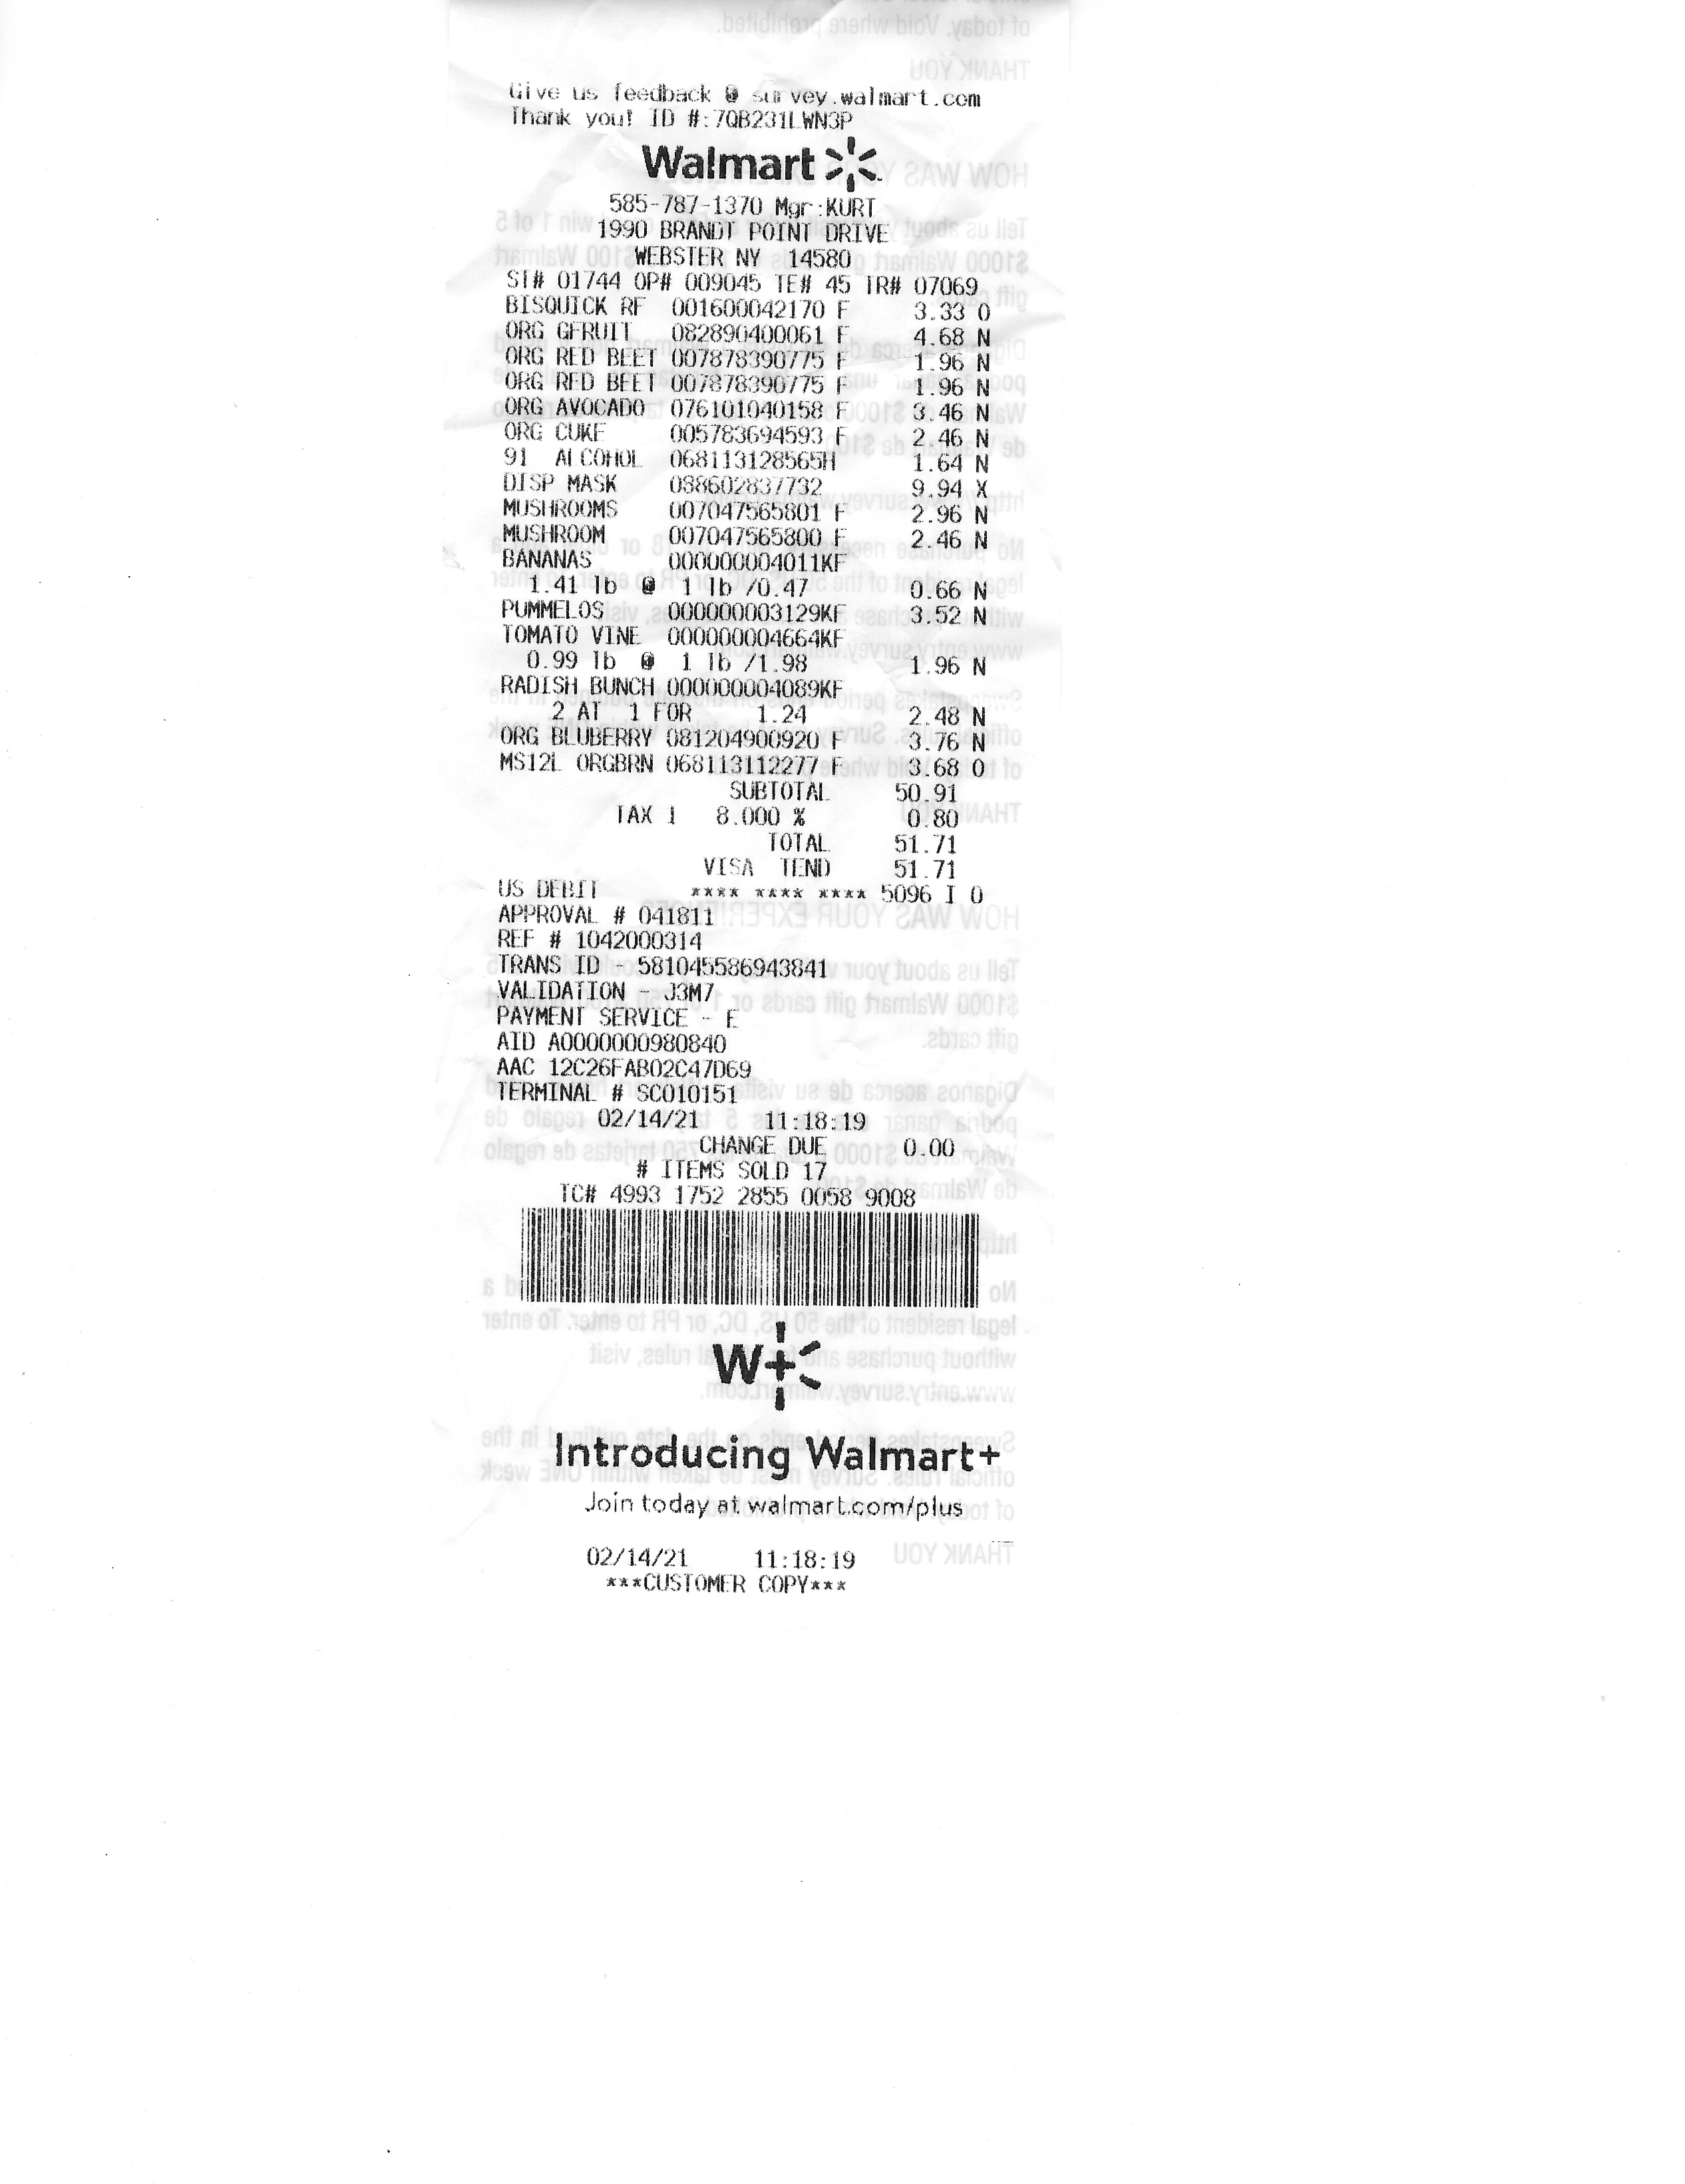 Give us feedback @ survey.walmart.com
Thank you! ID #:7QB231LWN3P
Walmart
585-787-1370 Mgr:KURT
1990 BRANDT POINT DRIVE
WEBSTER NY 14580
ST# 01744 OP# 009045 TE# 45 TR# 07069
BISQUICK RF 001600042170 F 3.33 O
ORG GFRUIT 082890400061 F 4.68 N
ORG RED BEET 007878390775 F 1.96 N
ORG RED BEET 007878390775 F 1.96 N
ORG AVOCADO 076101040158 F 3.46 N
ORG CUKE 005783694593 F 2.46 N
91 ALCOHOL 068113128565H 1.64 N
DISP MASK 088602837732 9.94 X
MUSHROOMS 007047565801 F 2.96 N
MUSHROOM 007047565800 F 2.46 N
BANANAS 000000004011KF
1.41 lb @ 1 lb /0.47 0.66 N
PUMMELOS 000000003129KF 3.52 N
TOMATO VINE 000000004664KF
0.99 lb @ 1 lb /1.98 1.96 N
RADISH BUNCH 000000004089KF
2 AT 1 FOR 1.24 2.48 N
ORG BLUBERRY 081204900920 F 3.76 N
MS12L ORGBRN 068113112277 F 3.68 O
SUBTOTAL 50.91
TAX 1 8.000 % 0.80
TOTAL 51.71
VISA TEND 51.71
US DEBIT **** **** **** 5096 I 0
APPROVAL # 041811
REF # 1042000314
TRANS ID - 581045586943841
VALIDATION - J3M7
PAYMENT SERVICE - E
AID A0000000980840
AAC 12C26FAB02C47D69
TERMINAL # SC010151
02/14/21 11:18:19
CHANGE DUE 0.00
# ITEMS SOLD 17
TC# 4993 1752 2855 0058 9008
W+
Introducing Walmart+
Join today at walmart.com/plus
02/14/21 11:18:19
***CUSTOMER COPY***